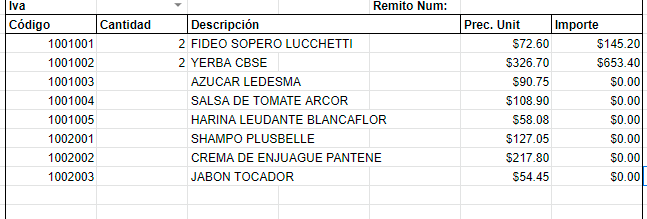 Iva Remito Num:
Código Cantidad Descripción Prec. Unit Importe
1001001 2 FIDEO SOPERO LUCCHETTI $72.60 $145.20
1001002 2 YERBA CBSE $326.70 $653.40
1001003 AZUCAR LEDESMA $90.75 $0.00
1001004 SALSA DE TOMATE ARCOR $108.90 $0.00
1001005 HARINA LEUDANTE BLANCAFLOR $58.08 $0.00
1002001 SHAMPO PLUSBELLE $127.05 $0.00
1002002 CREMA DE ENJUAGUE PANTENE $217.80 $0.00
1002003 JABON TOCADOR $54.45 $0.00